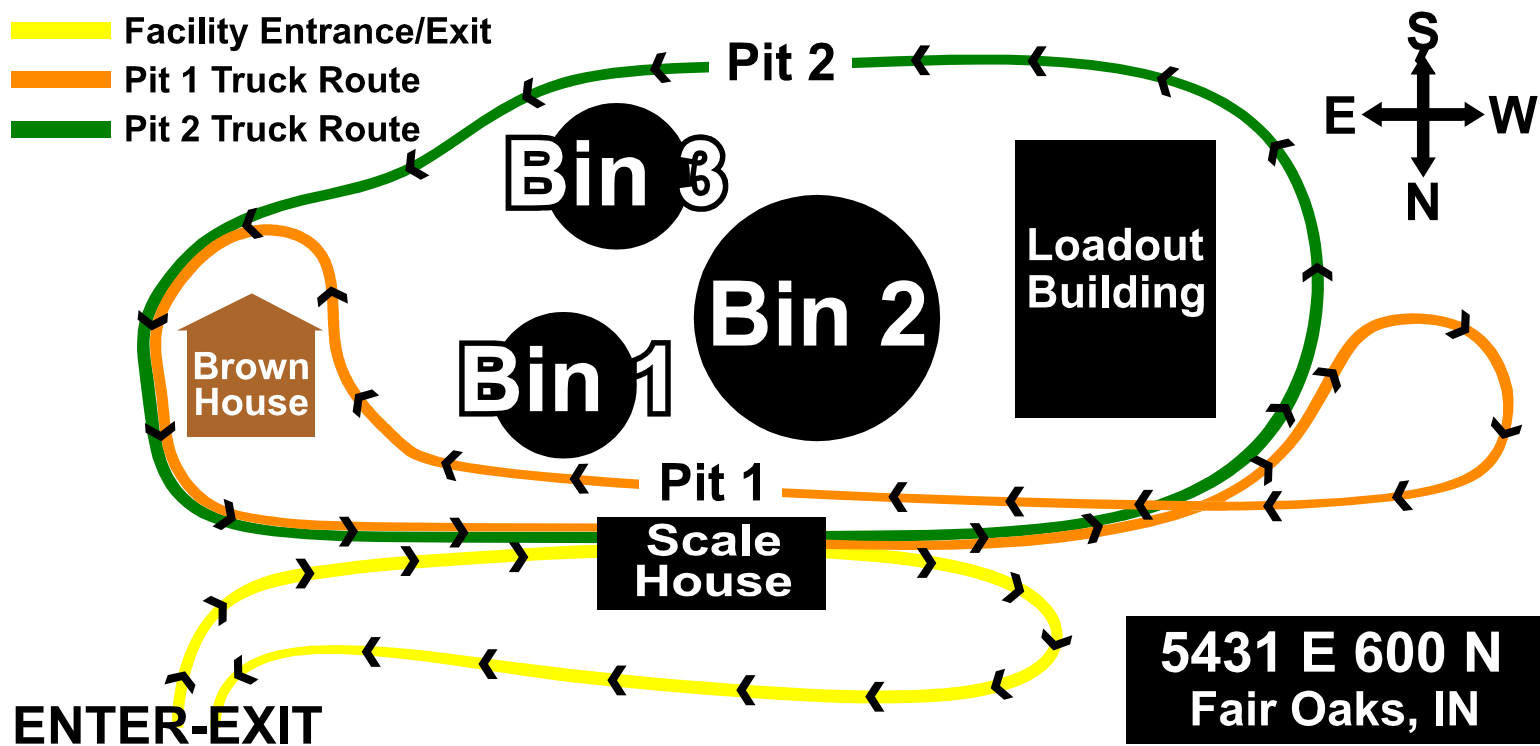 Facility Entrance/Exit
Pit 1 Truck Route
Pit 2 Truck Route
Pit 2
S
E
W
N
Bin 3
Loadout
Building
Bin 2
Brown
House
Bin 1
Pit 1
Scale
House
ENTER-EXIT
5431 E 600 N
Fair Oaks, IN